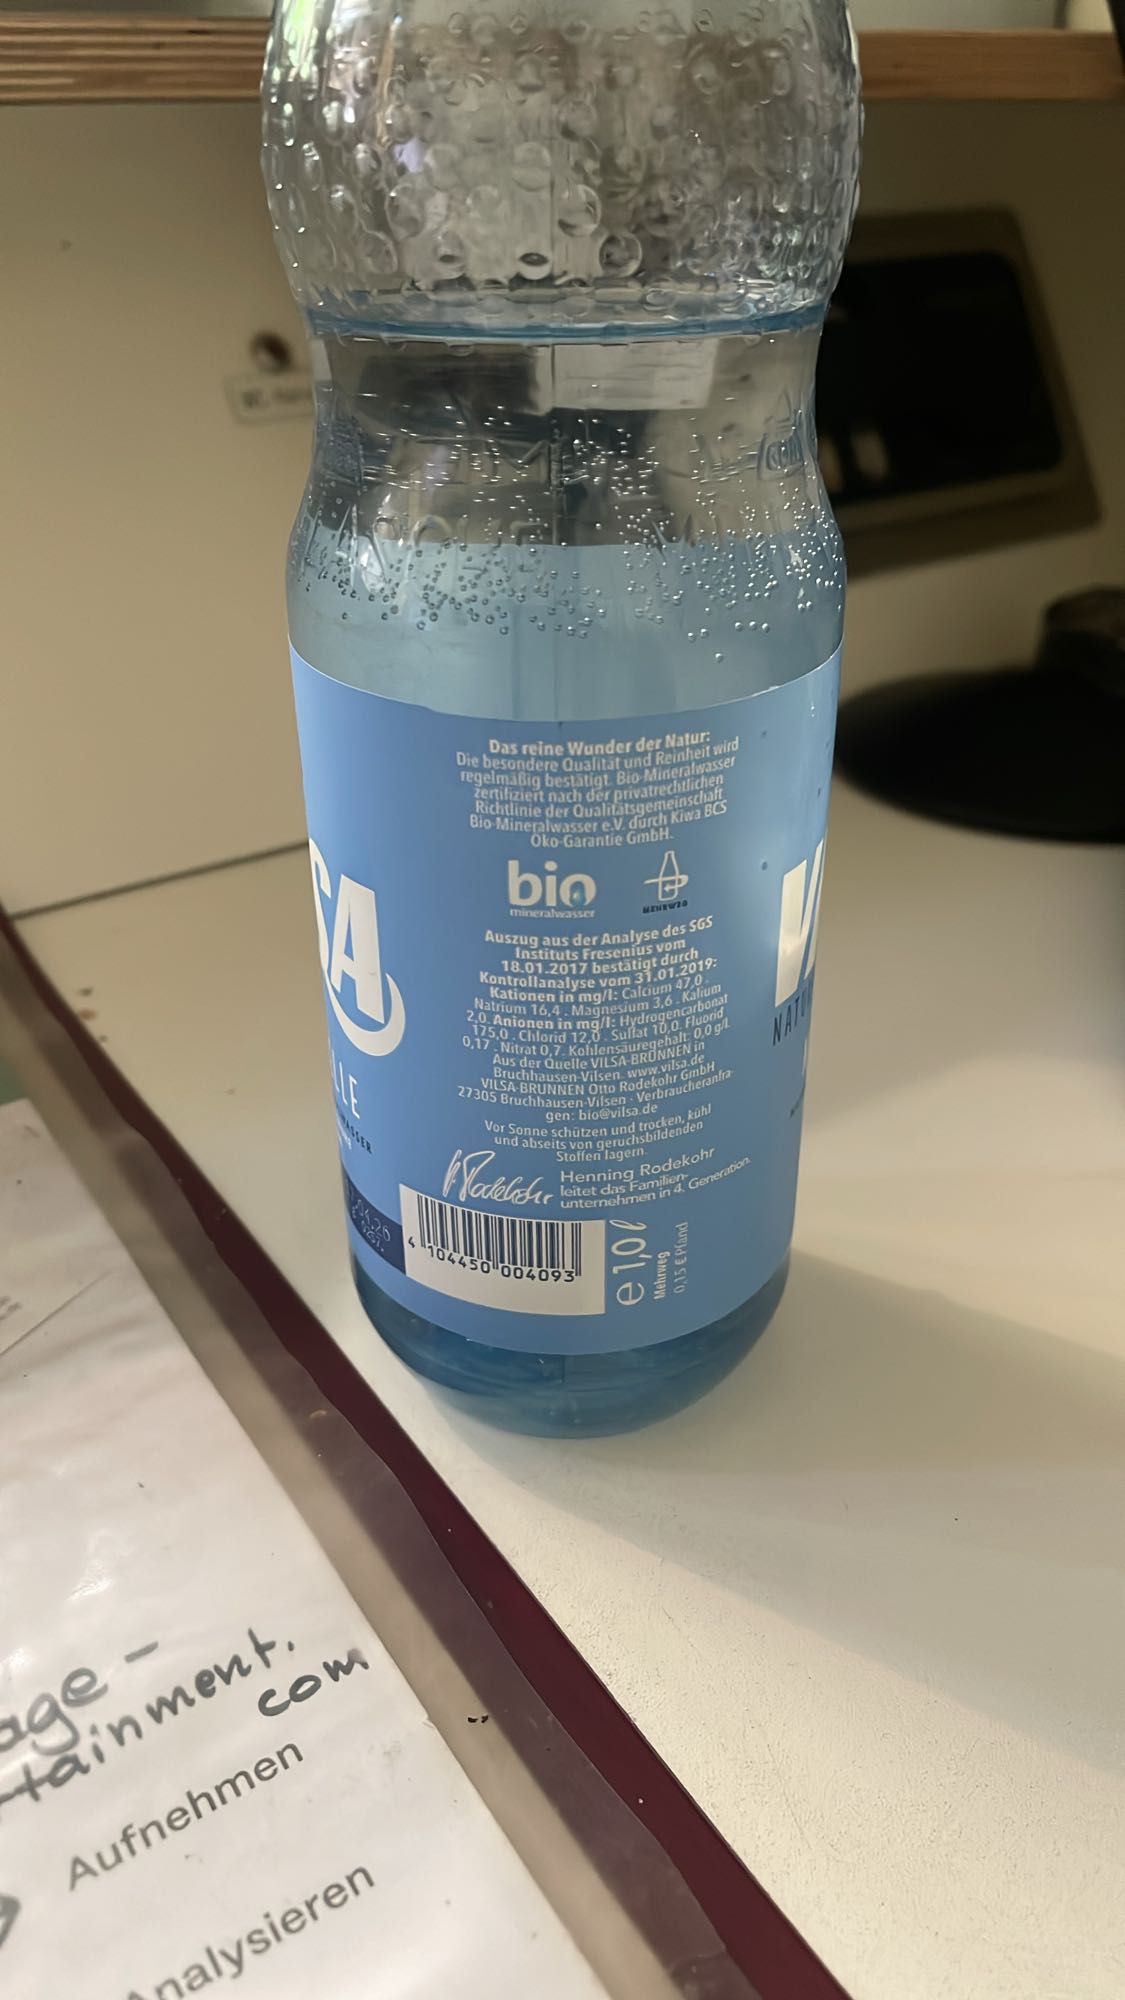 Das reine Wunder der Natur:
Die besondere Qualität und Reinheit wird
regelmäßig bestätigt. Bio-Mineralwasser
zertifiziert nach der privatrechtlichen
Richtlinie der Qualitätsgemeinschaft
Bio-Mineralwasser e.V. durch Kiwa BCS
Öko-Garantie GmbH.
bio
mineralwasser
MEHRWEG
Auszug aus der Analyse des SGS
Instituts Fresenius vom
18.01.2017 bestätigt durch
Kontrollanalyse vom 31.01.2019:
Kationen in mg/l: Calcium 47,0 .
Natrium 16,4 . Magnesium 3,6 . Kalium
2,0. Anionen in mg/l: Hydrogencarbonat
175,0 . Chlorid 12,0 . Sulfat 10,0. Fluorid
0,17 . Nitrat 0,7. Kohlensäuregehalt: 0,0 g/l
Aus der Quelle VILSA-BRUNNEN in
Bruchhausen-Vilsen. www.vilsa.de
VILSA-BRUNNEN Otto Rodekohr GmbH
27305 Bruchhausen-Vilsen · Verbraucheranfra-
gen: bio@vilsa.de
Vor Sonne schützen und trocken, kühl
und abseits von geruchsbildenden
Stoffen lagern.
Rodekohr
Henning Rodekohr
leitet das Familien-
unternehmen in 4. Generation.
4 104450 004093
e 1,0 l
Mehrweg
0,15 € Pfand
SA
LLE
WASSER
.04.26
V
NATU
age-
tainment.
com
Aufnehmen
Analysieren